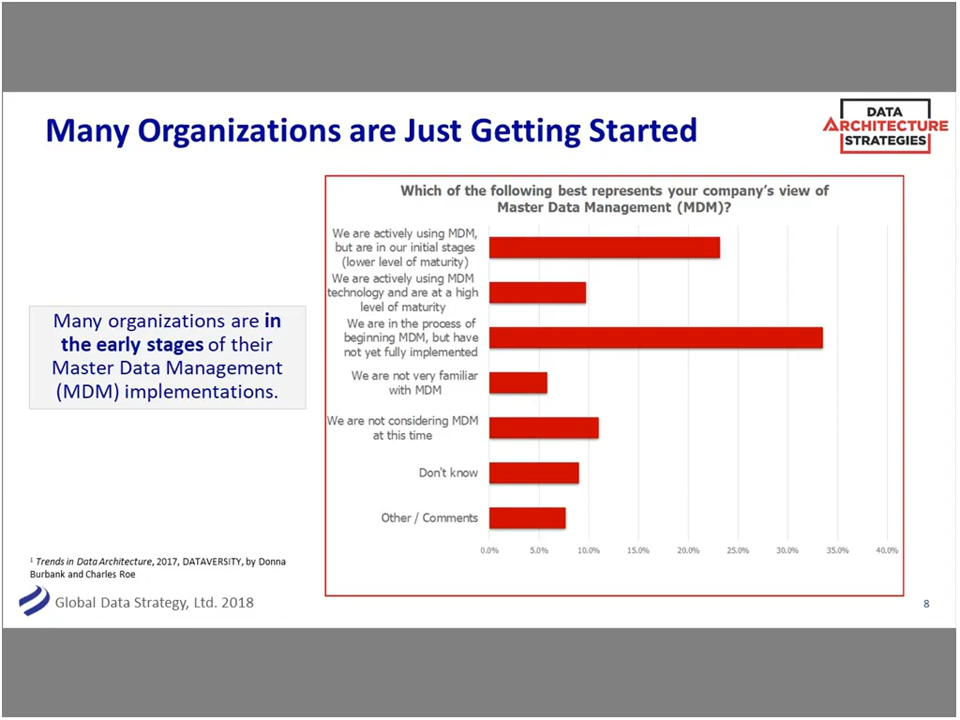 Many Organizations are Just Getting Started
DATA
ARCHITECTURE
STRATEGIES
Which of the following best represents your company's view of
Master Data Management (MDM)?
We are actively using MDM,
but are in our initial stages
(lower level of maturity)
We are actively using MDM
technology and are at a high
level of maturity
We are in the process of
beginning MDM, but have
not yet fully implemented
We are not very familiar
with MDM
We are not considering MDM
at this time
Don't know
Other / Comments
0.0% 5.0% 10.0% 15.0% 20.0% 25.0% 30.0% 35.0% 40.0%
Many organizations are in
the early stages of their
Master Data Management
(MDM) implementations.
1 Trends in Data Architecture, 2017, DATAVERSITY, by Donna
Burbank and Charles Roe
Global Data Strategy, Ltd. 2018
8